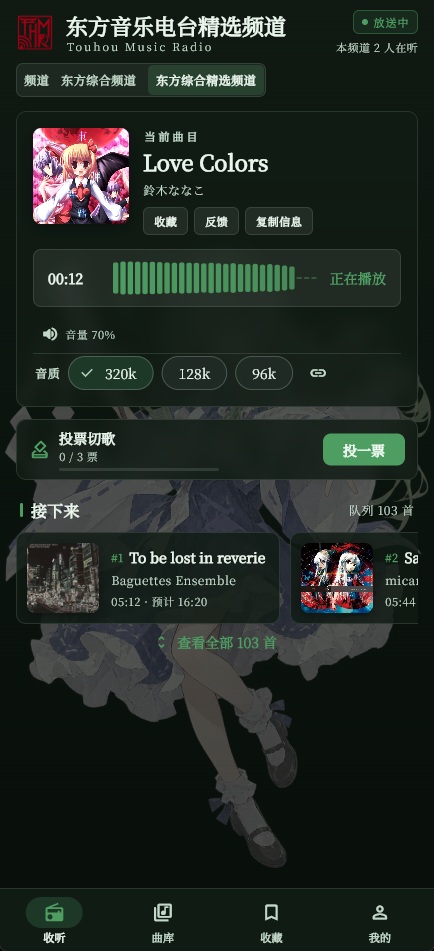 东方音乐电台精选频道
Touhou Music Radio
放送中
本频道 2 人在听
频道 东方综合频道 东方综合精选频道
当前曲目
Love Colors
鈴木ななこ
收藏 反馈 复制信息
00:12 正在播放
音量 70%
音质 320k 128k 96k
投票切歌
0 / 3 票
投一票
接下来 队列 103 首
#1 To be lost in reverie
Baguettes Ensemble
05:12 · 预计 16:20
#2 Sa
micar
05:44
查看全部 103 首
收听 曲库 收藏 我的